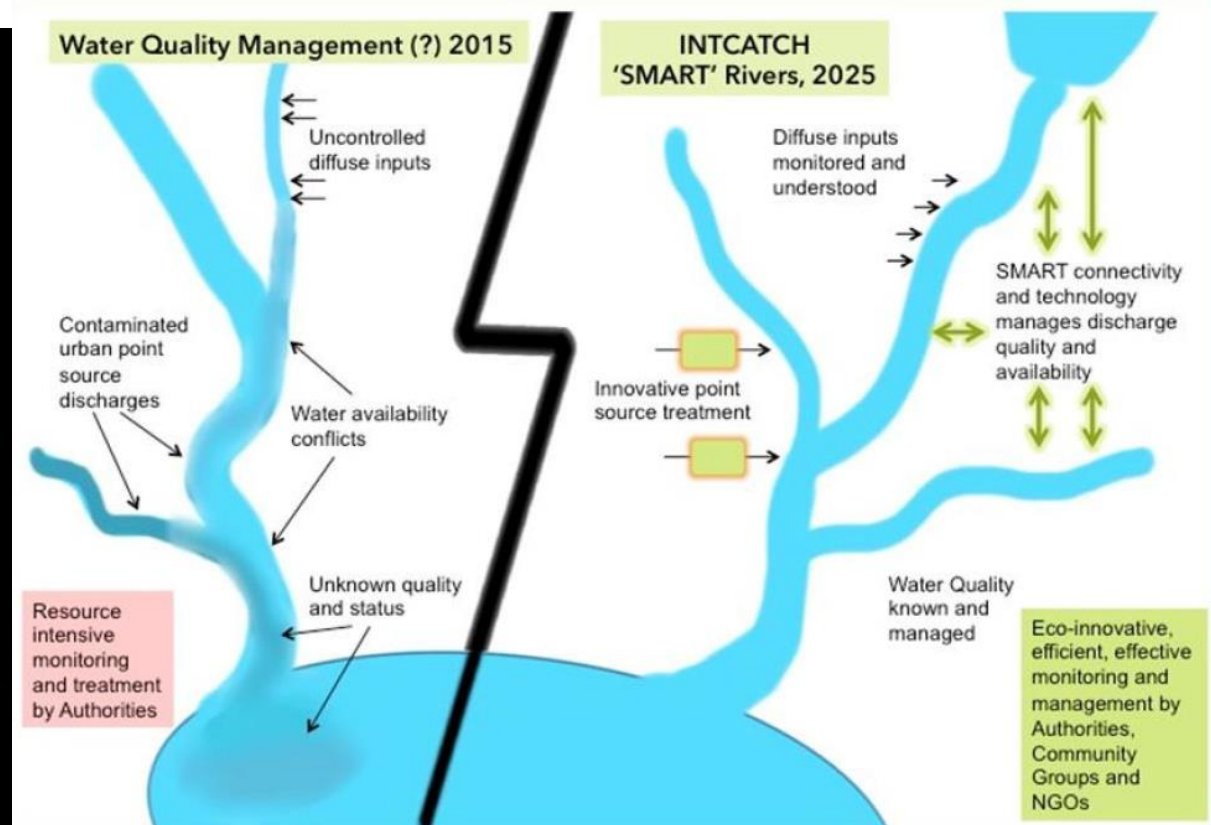 Water Quality Management (?) 2015
Uncontrolled
diffuse inputs
Contaminated
urban point
source
discharges
Water availability
conflicts
Unknown quality
and status
Resource
intensive
monitoring
and treatment
by Authorities
INTCATCH
'SMART' Rivers, 2025
Diffuse inputs
monitored and
understood
SMART connectivity
and technology
manages discharge
quality and
availability
Innovative point
source treatment
Water Quality
known and
managed
Eco-innovative,
efficient, effective
monitoring and
management by
Authorities,
Community
Groups and
NGOs